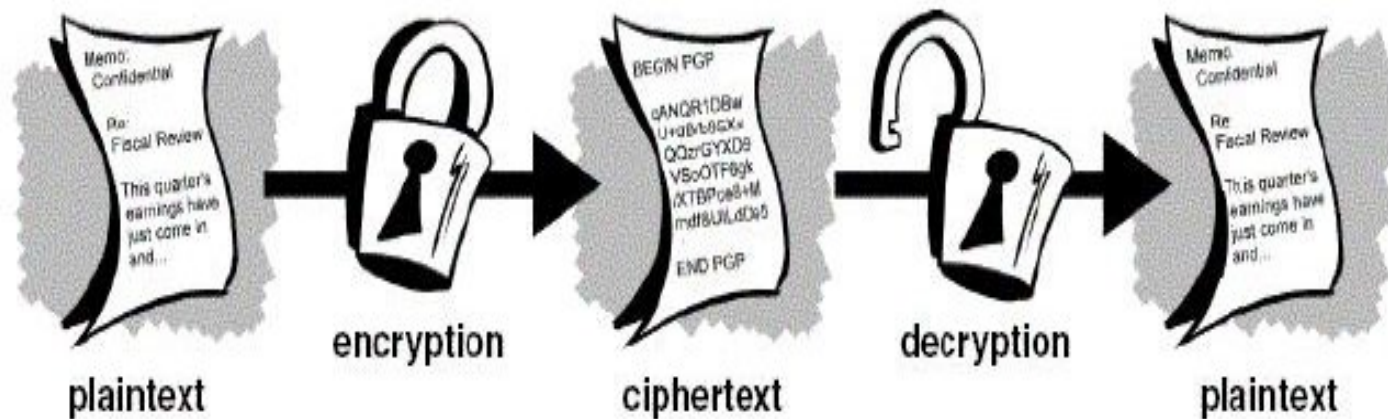 Memo:
Confidential
Re:
Fiscal Review
This quarter's
earnings have
just come in
and...
plaintext
encryption
BEGIN PGP
END PGP
ciphertext
decryption
Memo:
Confidential
Re:
Fiscal Review
This quarter's
earnings have
just come in
and...
plaintext